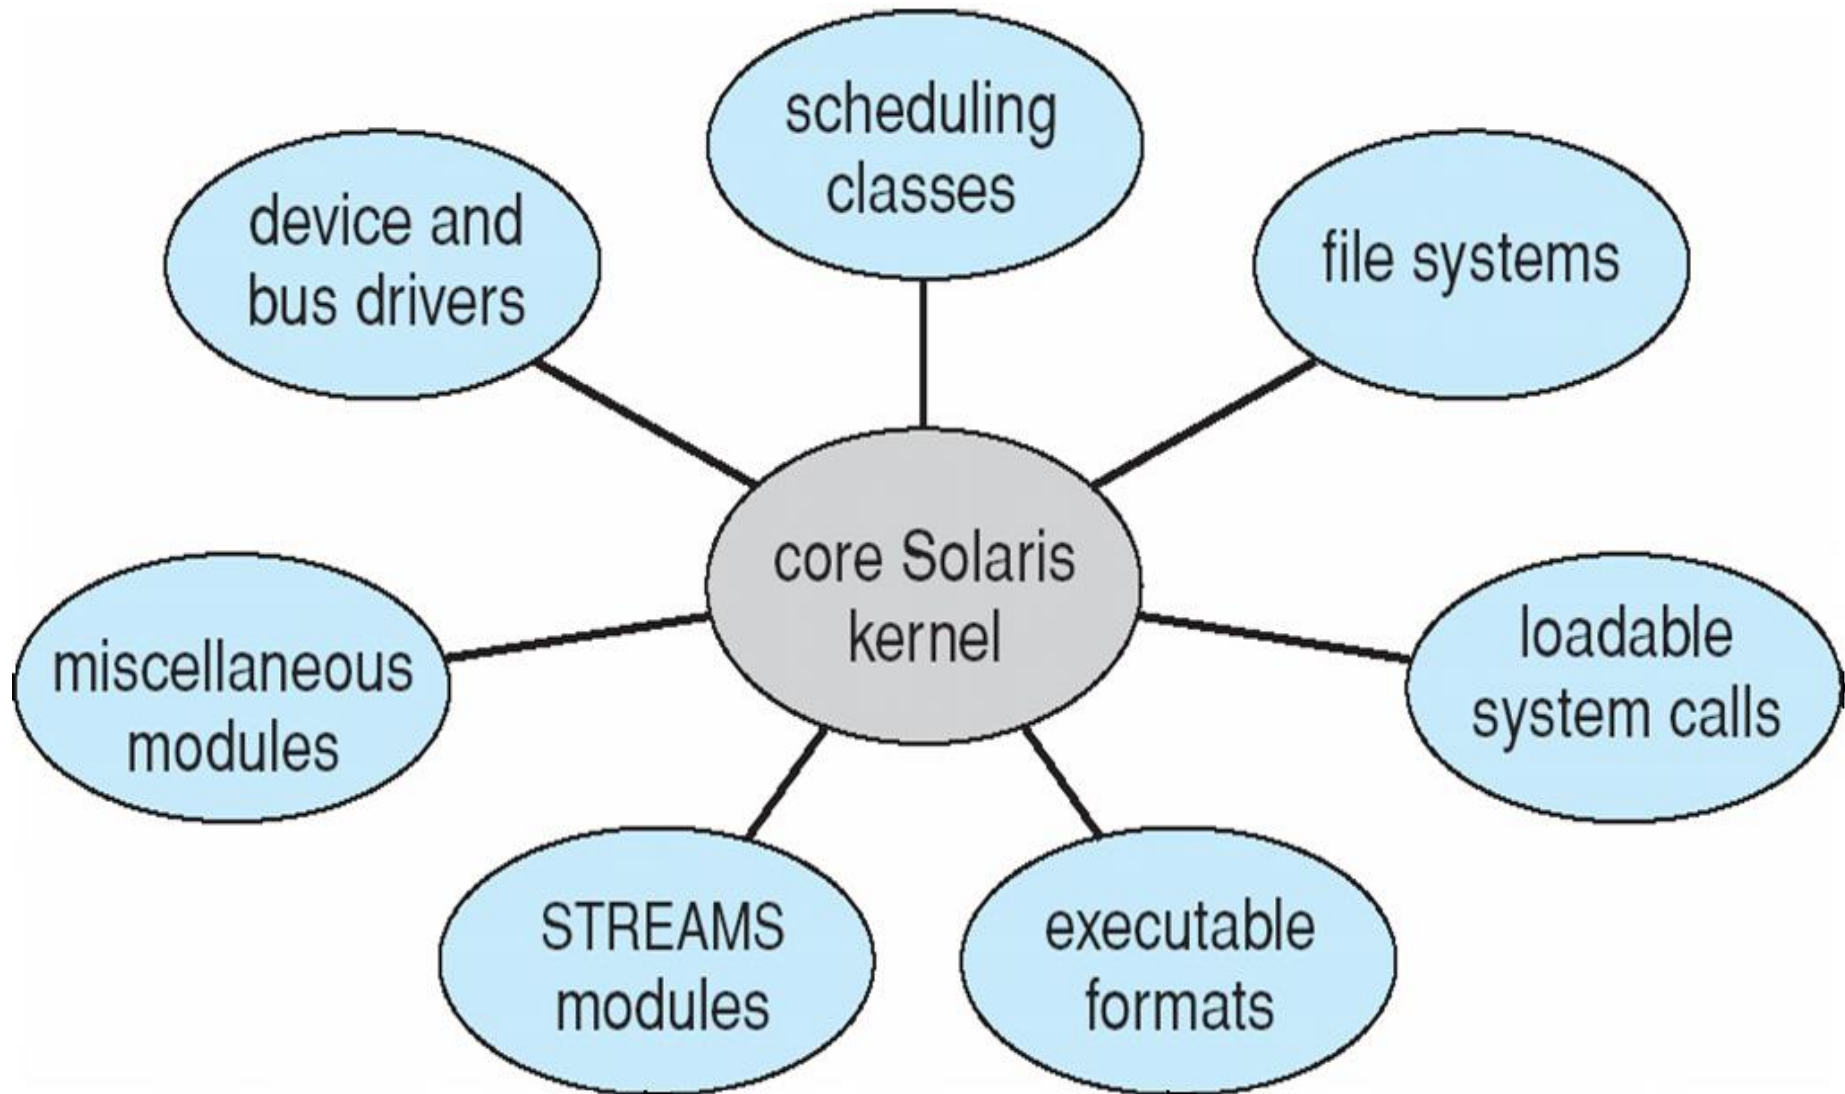 scheduling
classes
device and
bus drivers
file systems
core Solaris
kernel
miscellaneous
modules
loadable
system calls
STREAMS
modules
executable
formats